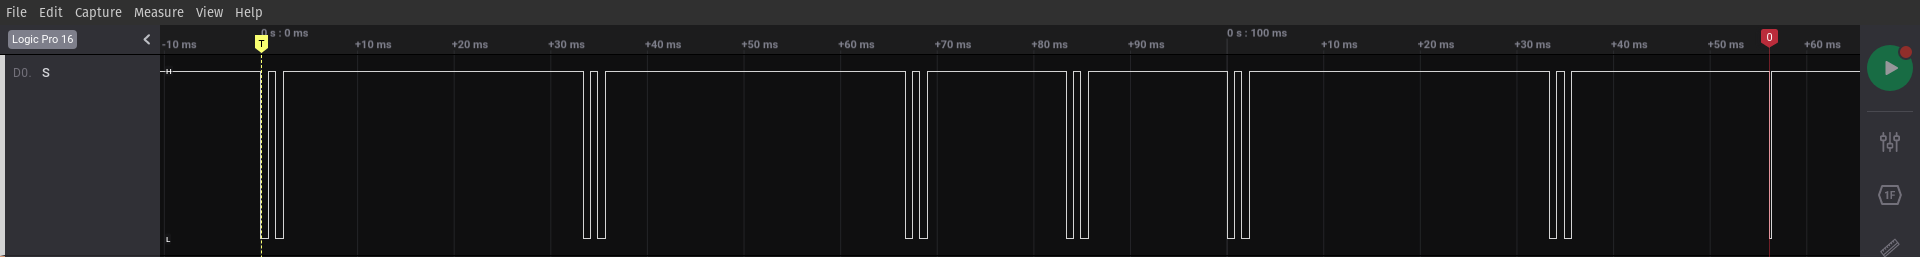 File Edit Capture Measure View Help
Logic Pro 16
0 s : 0 ms 0 s : 100 ms
-10 ms T +10 ms +20 ms +30 ms +40 ms +50 ms +60 ms +70 ms +80 ms +90 ms +10 ms +20 ms +30 ms +40 ms +50 ms 0 +60 ms
D0. S
H
L
1F